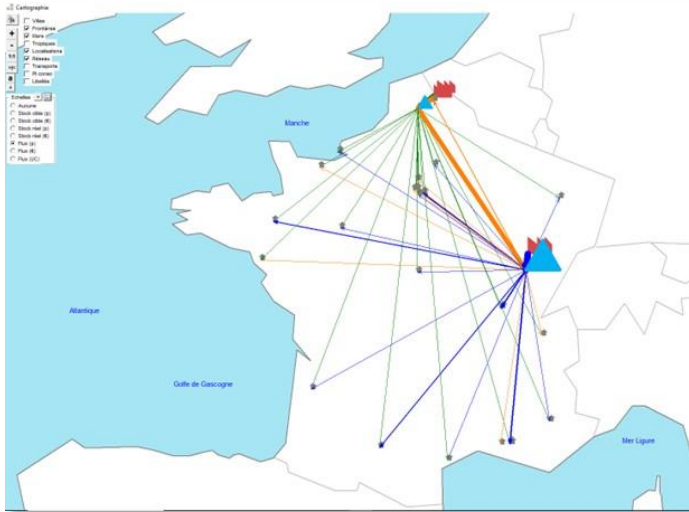 Cartographie
Villes
Frontières
Mers
Tropiques
Localisations
Réseau
Transports
Pt connex
Libellés
Echelles
Aucune
Stock cible (p)
Stock cible (€)
Stock réel (p)
Stock réel (€)
Flux (p)
Flux (€)
Flux (UC)
Manche
Atlantique
Golfe de Gascogne
Mer Ligure